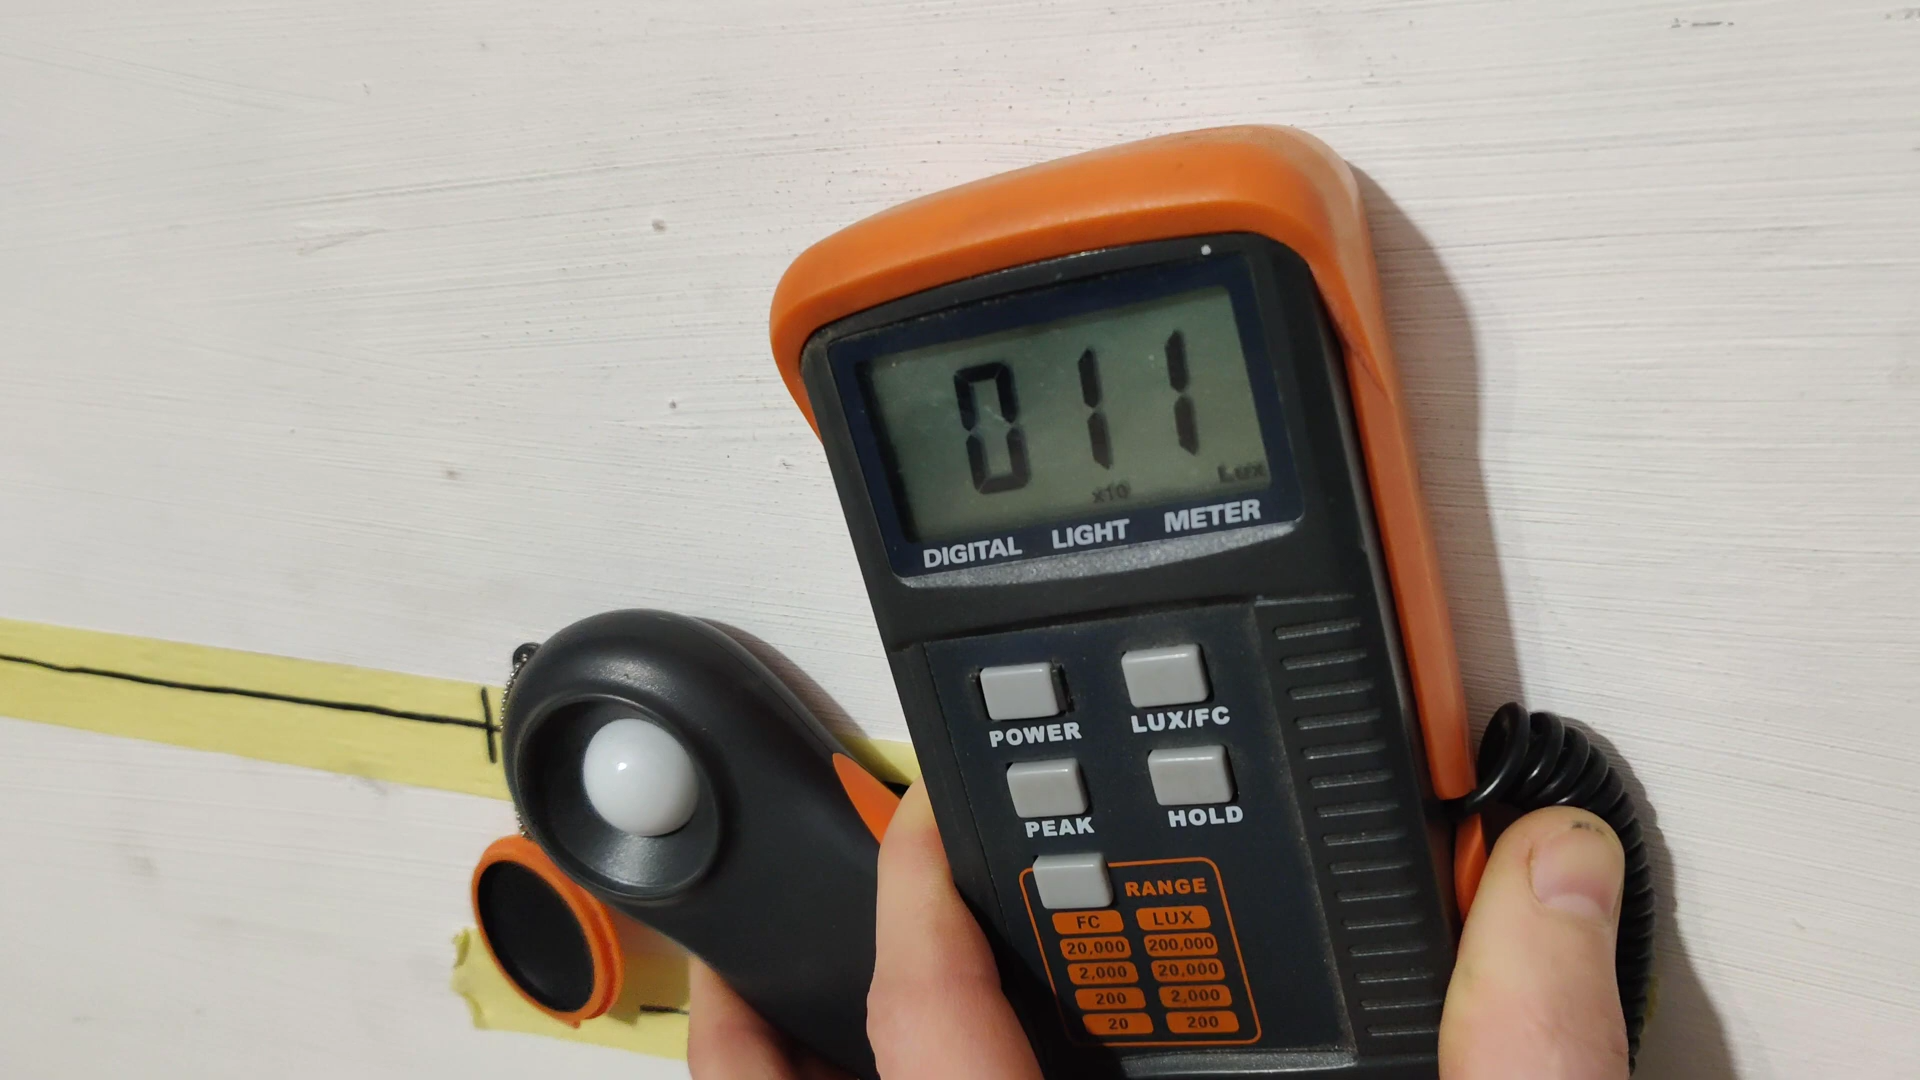 011
x10 Lux
DIGITAL LIGHT METER
POWER LUX/FC
PEAK HOLD
RANGE
FC LUX
20,000 200,000
2,000 20,000
200 2,000
20 200